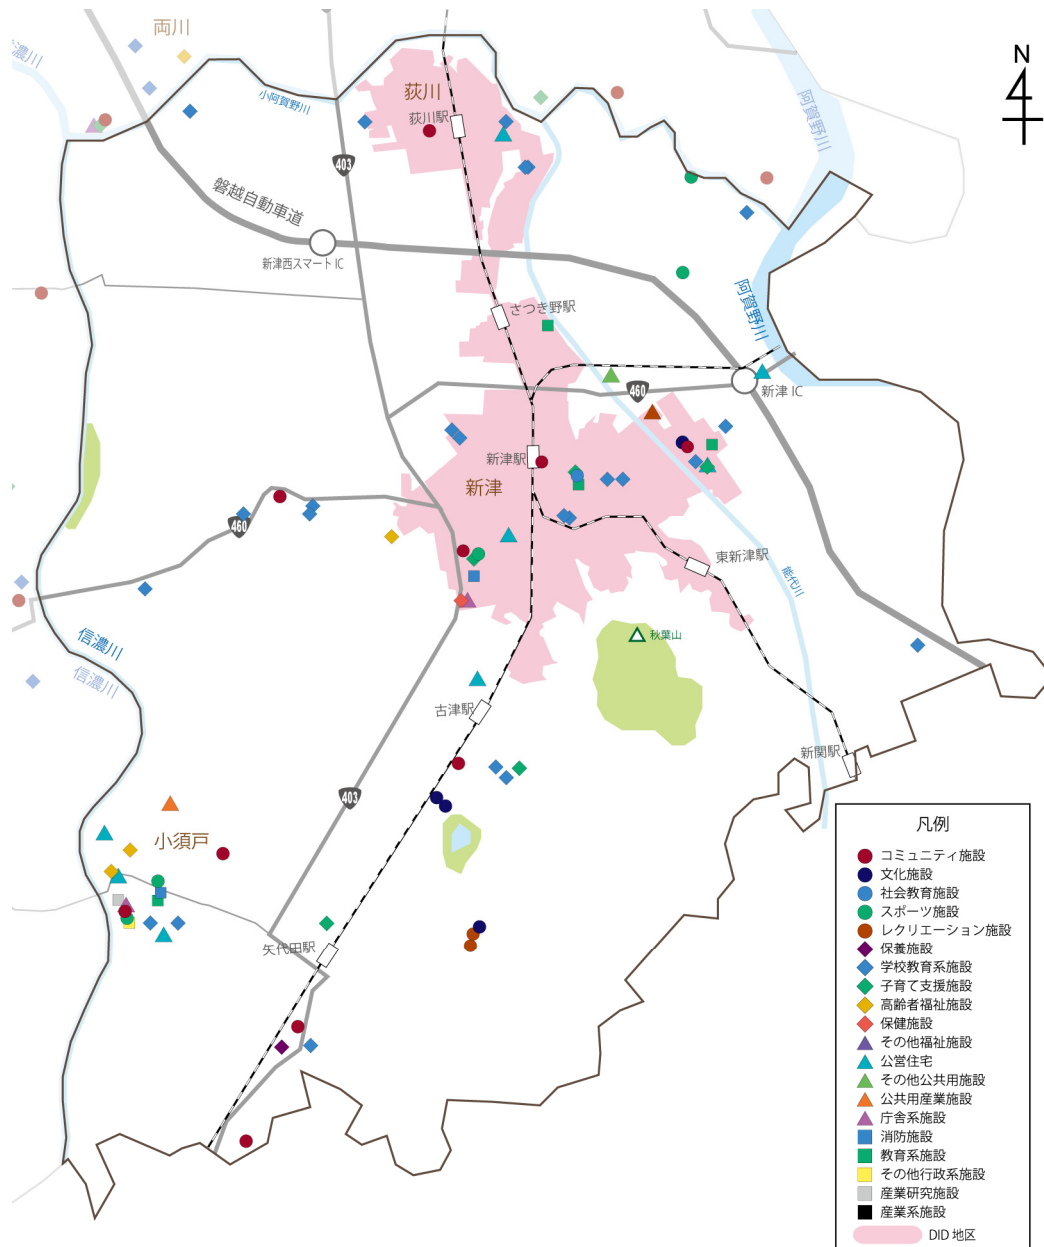 両川
信濃川
N
荻川
小阿賀野川
荻川駅
阿賀野川
403
磐越自動車道
新津西スマートIC
さつき野駅
阿賀野川
460
新津IC
新津駅
新津
460
東新津駅
能代川
秋葉山
信濃川
信濃川
古津駅
新関駅
403
小須戸
矢代田駅
凡例
コミュニティ施設
文化施設
社会教育施設
スポーツ施設
レクリエーション施設
保養施設
学校教育系施設
子育て支援施設
高齢者福祉施設
保健施設
その他福祉施設
公営住宅
その他公共用施設
公共用産業施設
庁舎系施設
消防施設
教育系施設
その他行政系施設
産業研究施設
産業系施設
DID地区